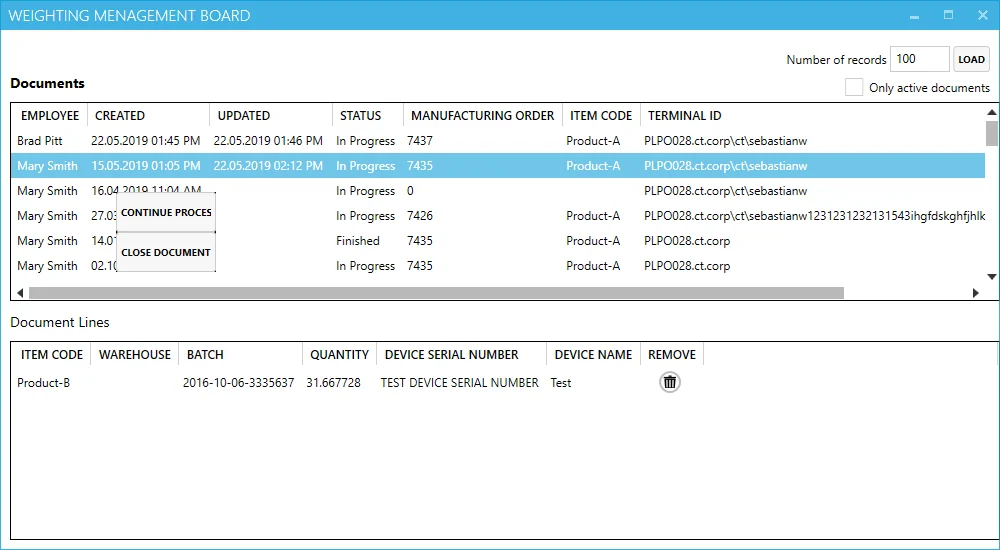 WEIGHTING MENAGEMENT BOARD
Number of records 100 LOAD
Documents
Only active documents
EMPLOYEE CREATED UPDATED STATUS MANUFACTURING ORDER ITEM CODE TERMINAL ID
Brad Pitt 22.05.2019 01:45 PM 22.05.2019 01:46 PM In Progress 7437 Product-A PLPO028.ct.corp\ct\sebastianw
Mary Smith 15.05.2019 01:05 PM 22.05.2019 02:12 PM In Progress 7435 Product-A PLPO028.ct.corp\ct\sebastianw
Mary Smith 16.04.2019 11:04 AM In Progress 0 PLPO028.ct.corp\ct\sebastianw
Mary Smith 27.03 In Progress 7426 Product-A PLPO028.ct.corp\ct\sebastianw1231231232131543ihgfdskghfjhlk
CONTINUE PROCES
Mary Smith 14.01 Finished 7435 Product-A PLPO028.ct.corp
CLOSE DOCUMENT
Mary Smith 02.10 In Progress 7435 Product-A PLPO028.ct.corp
Document Lines
ITEM CODE WAREHOUSE BATCH QUANTITY DEVICE SERIAL NUMBER DEVICE NAME REMOVE
Product-B 2016-10-06-3335637 31.667728 TEST DEVICE SERIAL NUMBER Test